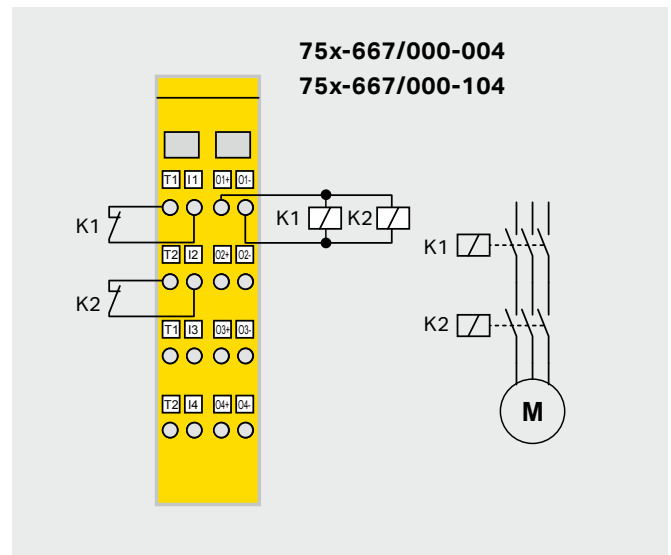 75x-667/000-004
75x-667/000-104
T1 I1 O1+ O1-
K1
K1 K2
T2 I2 O2+ O2-
K2
T1 I3 O3+ O3-
T2 I4 O4+ O4-
K1
K2
M